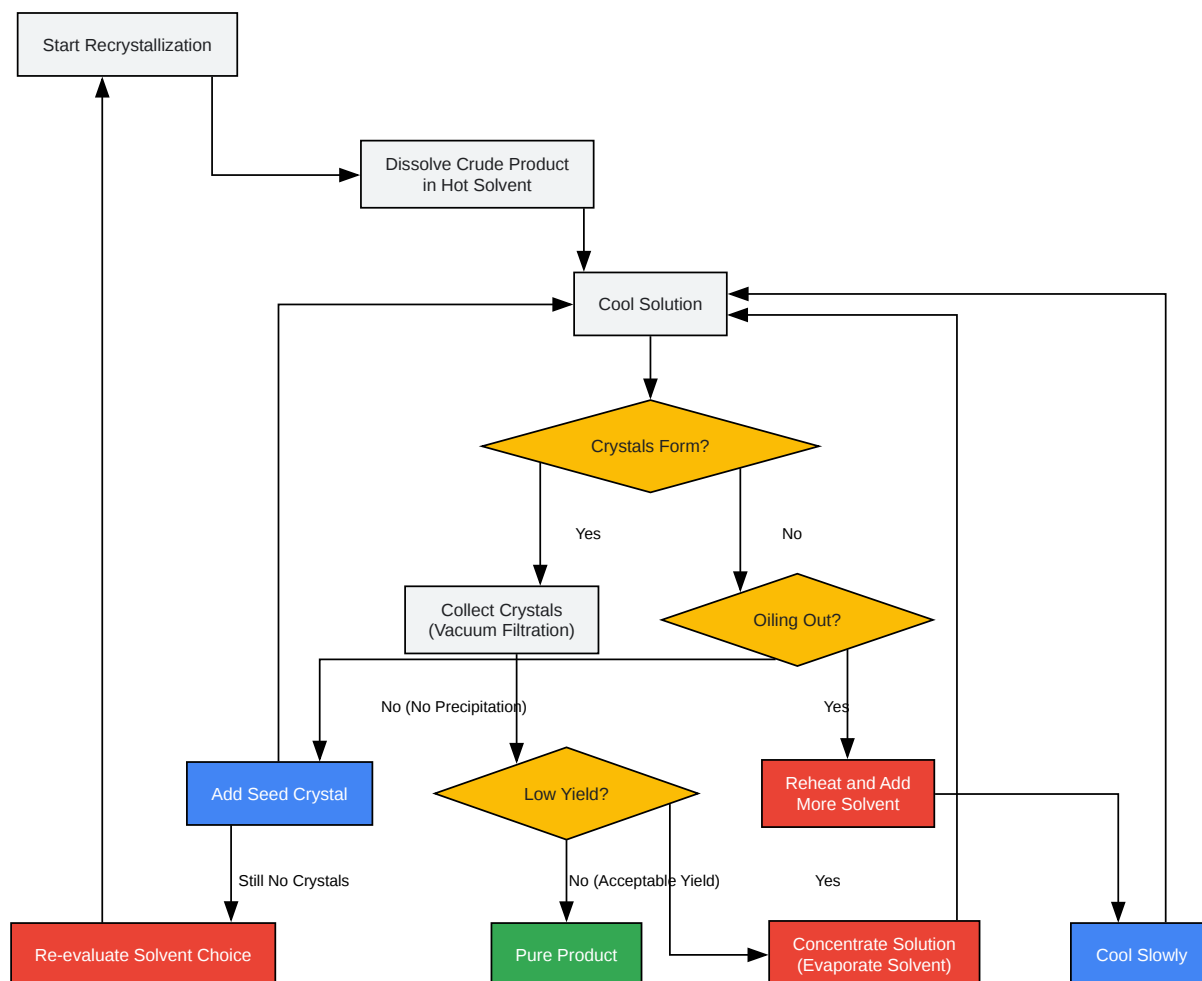 Start Recrystallization
Dissolve Crude Product
in Hot Solvent
Cool Solution
Crystals Form?
Yes
No
Collect Crystals
(Vacuum Filtration)
Oiling Out?
No (No Precipitation)
Yes
Add Seed Crystal
Low Yield?
Reheat and Add
More Solvent
Still No Crystals
No (Acceptable Yield)
Yes
Re-evaluate Solvent Choice
Pure Product
Concentrate Solution
(Evaporate Solvent)
Cool Slowly